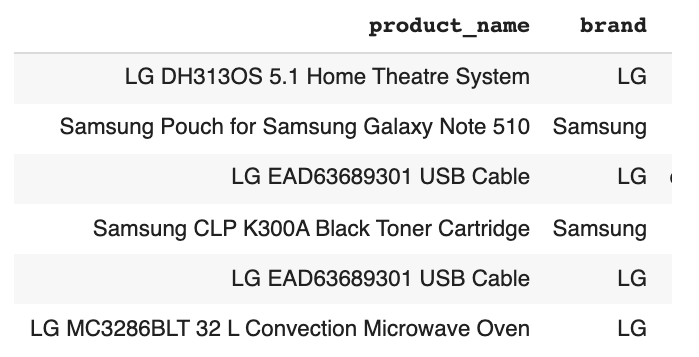 product_name brand
LG DH313OS 5.1 Home Theatre System LG
Samsung Pouch for Samsung Galaxy Note 510 Samsung
LG EAD63689301 USB Cable LG
Samsung CLP K300A Black Toner Cartridge Samsung
LG EAD63689301 USB Cable LG
LG MC3286BLT 32 L Convection Microwave Oven LG